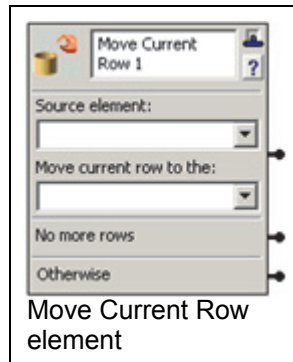 Move Current
Row 1
?
Source element:
Move current row to the:
No more rows
Otherwise
Move Current Row
element